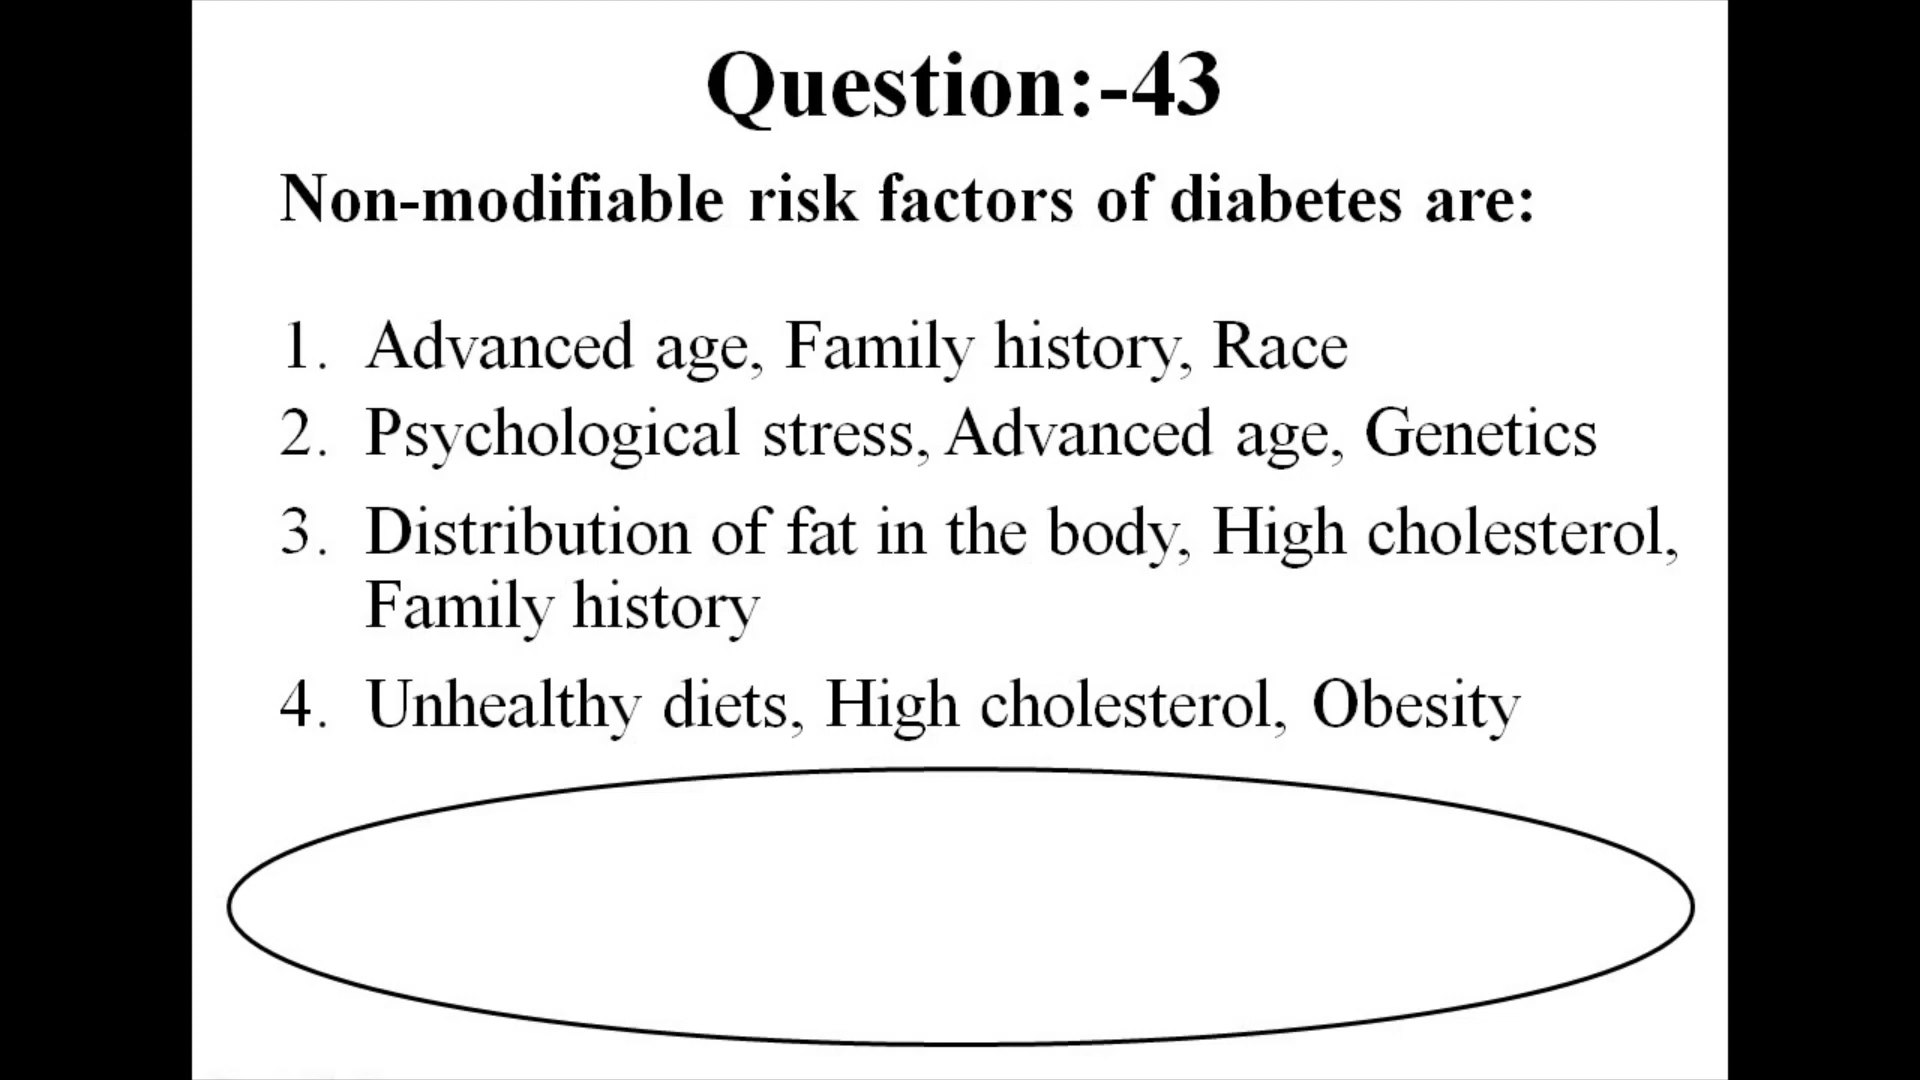 Question:-43
Non-modifiable risk factors of diabetes are:
1. Advanced age, Family history, Race
2. Psychological stress, Advanced age, Genetics
3. Distribution of fat in the body, High cholesterol,
Family history
4. Unhealthy diets, High cholesterol, Obesity